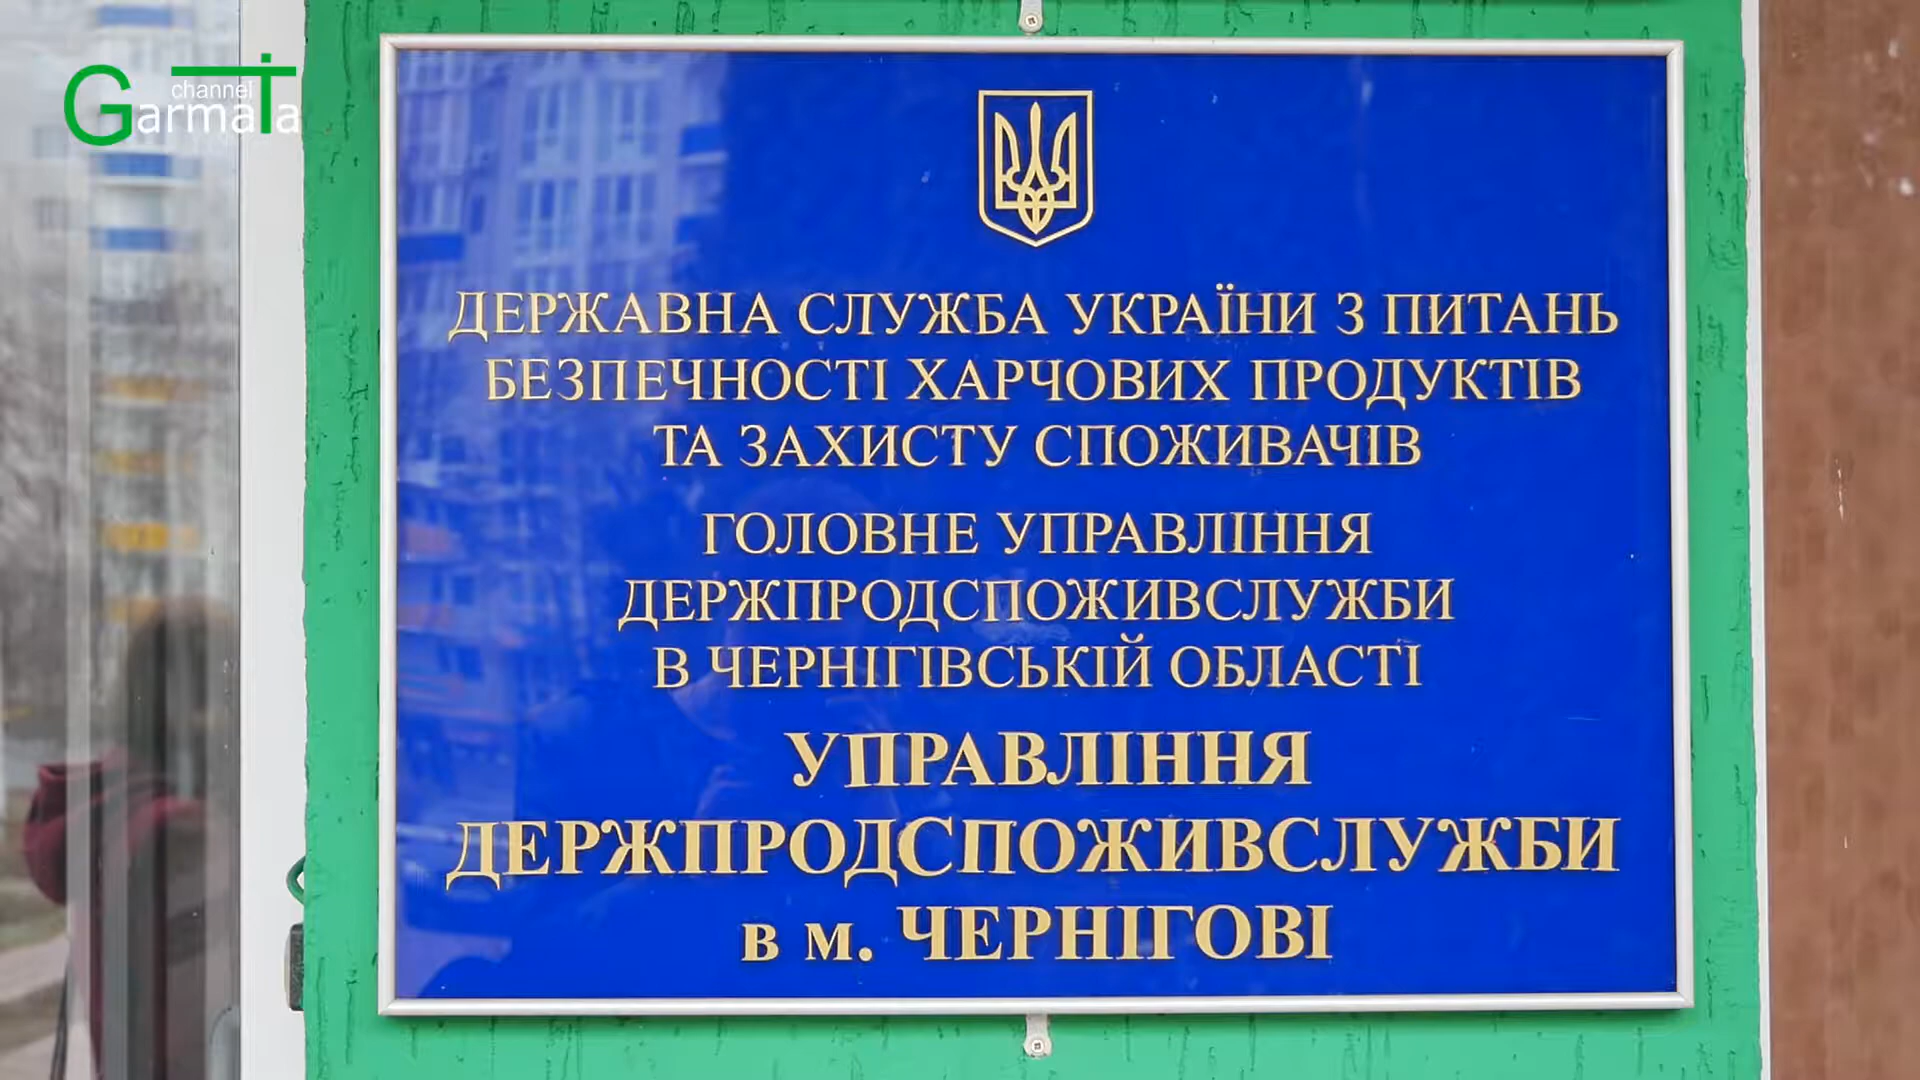 channel
Garmata
ДЕРЖАВНА СЛУЖБА УКРАЇНИ З ПИТАНЬ
БЕЗПЕЧНОСТІ ХАРЧОВИХ ПРОДУКТІВ
ТА ЗАХИСТУ СПОЖИВАЧІВ
ГОЛОВНЕ УПРАВЛІННЯ
ДЕРЖПРОДСПОЖИВСЛУЖБИ
В ЧЕРНІГІВСЬКІЙ ОБЛАСТІ
УПРАВЛІННЯ
ДЕРЖПРОДСПОЖИВСЛУЖБИ
в м. ЧЕРНІГОВІ